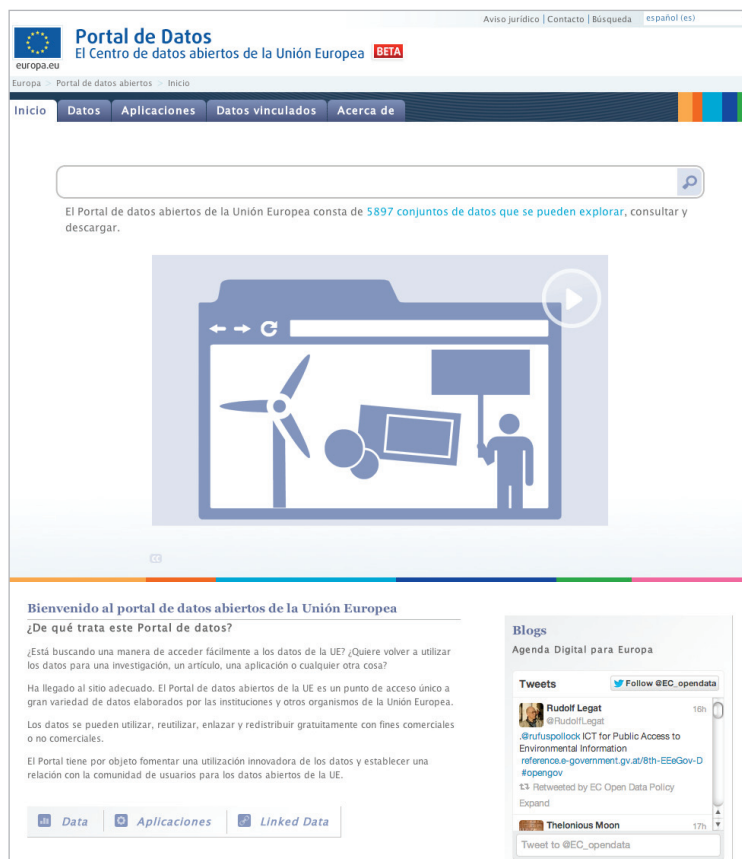 Aviso jurídico | Contacto | Búsqueda español (es)
Portal de Datos
El Centro de datos abiertos de la Unión Europea BETA
europa.eu
Europa > Portal de datos abiertos > Inicio
Inicio Datos Aplicaciones Datos vinculados Acerca de
El Portal de datos abiertos de la Unión Europea consta de 5897 conjuntos de datos que se pueden explorar, consultar y
descargar.
cc
Bienvenido al portal de datos abiertos de la Unión Europea
¿De qué trata este Portal de datos?
¿Está buscando una manera de acceder fácilmente a los datos de la UE? ¿Quiere volver a utilizar
los datos para una investigación, un artículo, una aplicación o cualquier otra cosa?
Ha llegado al sitio adecuado. El Portal de datos abiertos de la UE es un punto de acceso único a
gran variedad de datos elaborados por las instituciones y otros organismos de la Unión Europea.
Los datos se pueden utilizar, reutilizar, enlazar y redistribuir gratuitamente con fines comerciales
o no comerciales.
El Portal tiene por objeto fomentar una utilización innovadora de los datos y establecer una
relación con la comunidad de usuarios para los datos abiertos de la UE.
Data Aplicaciones Linked Data
Blogs
Agenda Digital para Europa
Tweets Follow @EC_opendata
Rudolf Legat 16h
@RudolfLegat
.@rufuspollock ICT for Public Access to
Environmental Information
reference.e-government.gv.at/8th-EEeGov-D
#opengov
Retweeted by EC Open Data Policy
Expand
Thelonious Moon 17h
Tweet to @EC_opendata